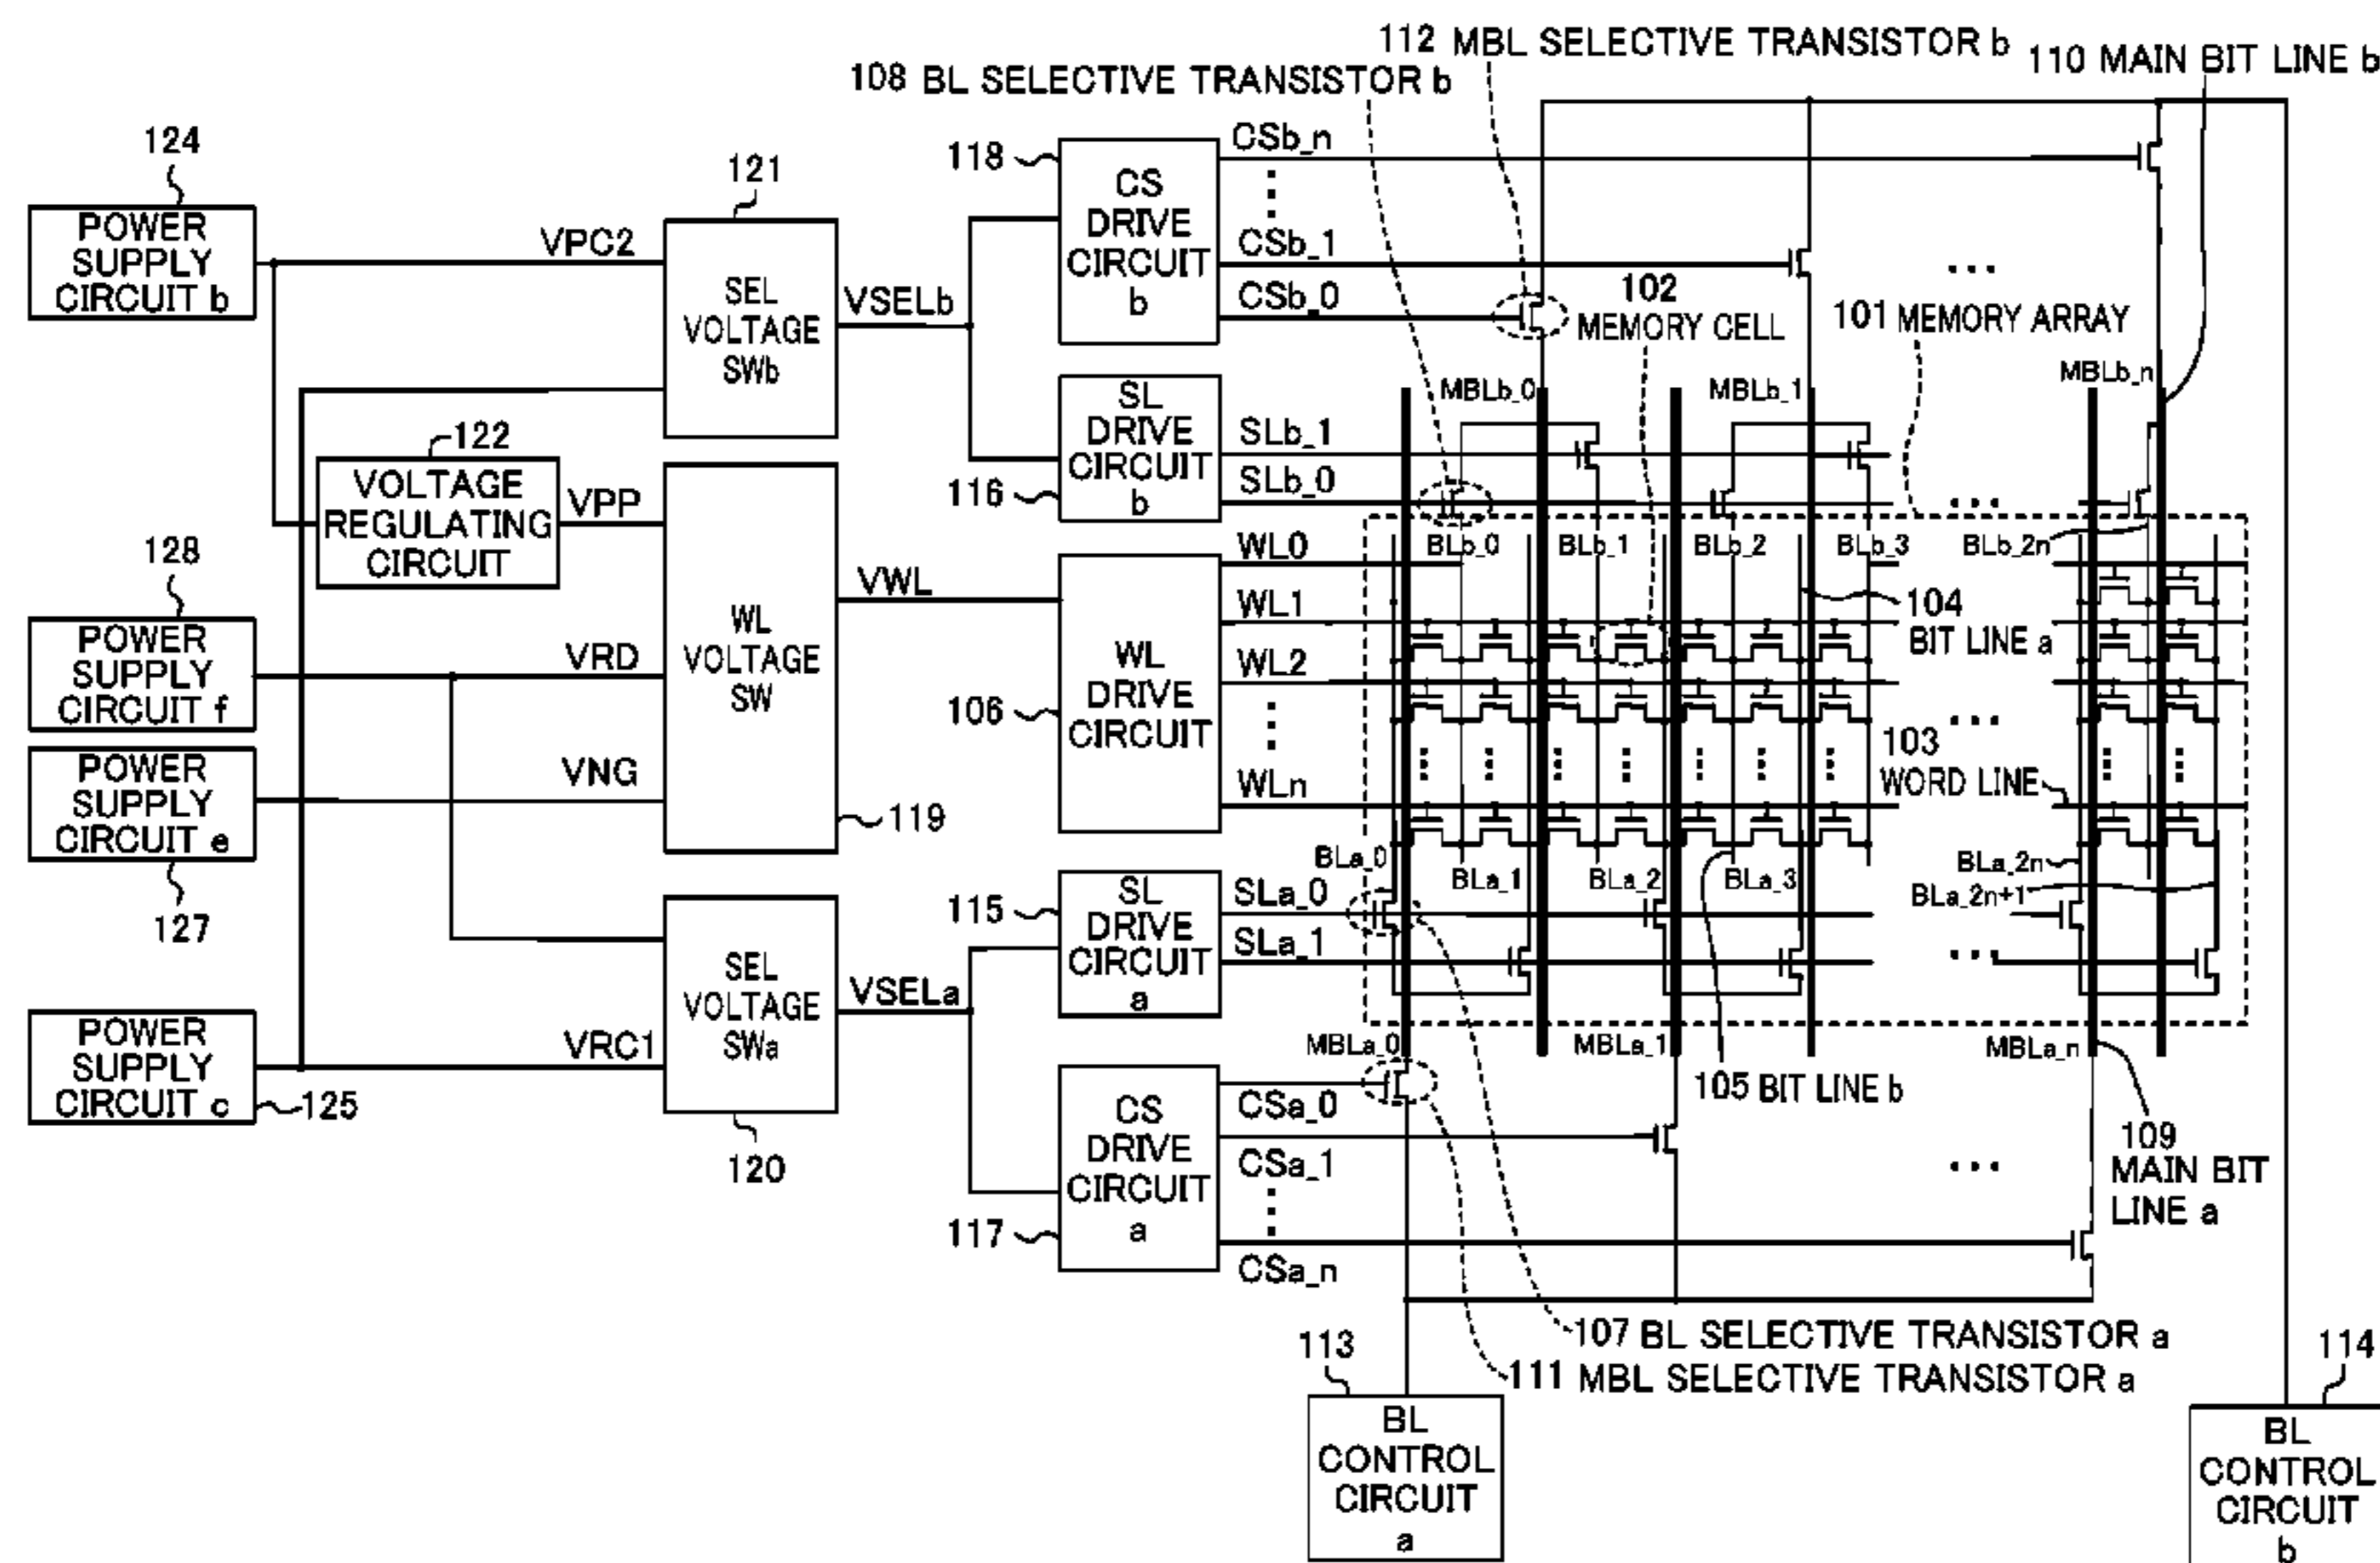 112 MBL SELECTIVE TRANSISTOR b
108 BL SELECTIVE TRANSISTOR b
110 MAIN BIT LINE b
124
POWER
SUPPLY
CIRCUIT b
VPC2
121
SEL
VOLTAGE
SWb
VSELb
118
CS
DRIVE
CIRCUIT
b
CSb_n
CSb_1
CSb_0
102
MEMORY CELL
101 MEMORY ARRAY
122
VOLTAGE
REGULATING
CIRCUIT
VPP
116
SL
DRIVE
CIRCUIT
b
SLb_1
SLb_0
MBLb_0
MBLb_1
MBLb_n
BLb_0
BLb_1
BLb_2
BLb_3
BLb_2n
128
POWER
SUPPLY
CIRCUIT f
VRD
127
POWER
SUPPLY
CIRCUIT e
VNG
WL
VOLTAGE
SW
119
VWL
106
WL
DRIVE
CIRCUIT
WL0
WL1
WL2
WLn
104
BIT LINE a
103
WORD LINE
BLa_0
BLa_1
BLa_2
BLa_3
BLa_2n
BLa_2n+1
115
SL
DRIVE
CIRCUIT
a
SLa_0
SLa_1
POWER
SUPPLY
CIRCUIT c
125
VRC1
SEL
VOLTAGE
SWa
120
VSELa
MBLa_0
MBLa_1
MBLa_n
105 BIT LINE b
109
MAIN BIT
LINE a
117
CS
DRIVE
CIRCUIT
a
CSa_0
CSa_1
CSa_n
107 BL SELECTIVE TRANSISTOR a
111 MBL SELECTIVE TRANSISTOR a
113
BL
CONTROL
CIRCUIT
a
114
BL
CONTROL
CIRCUIT
b